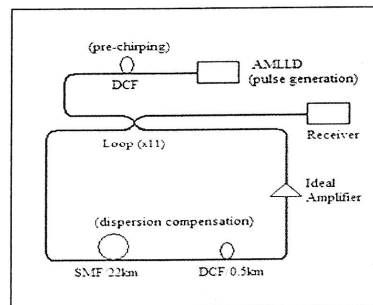 (pre-chirping)
DCF
AMLLD
(pulse generation)
Receiver
Loop (x11)
Ideal
Amplifier
(dispersion compensation)
SMF 22km
DCF 0.5km